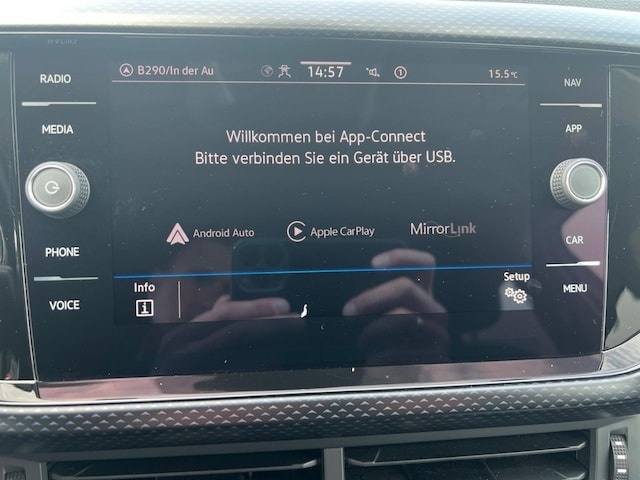 RADIO
MEDIA
PHONE
VOICE
B290/In der Au
14:57
1
15.5°C
Willkommen bei App-Connect
Bitte verbinden Sie ein Gerät über USB.
Android Auto
Apple CarPlay
MirrorLink
Info
i
Setup
NAV
APP
CAR
MENU